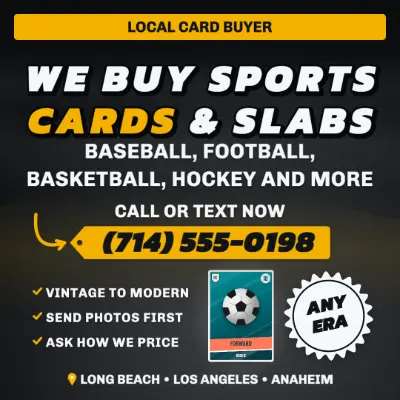 LOCAL CARD BUYER
WE BUY SPORTS
CARDS & SLABS
BASEBALL, FOOTBALL,
BASKETBALL, HOCKEY AND MORE
CALL OR TEXT NOW
(714) 555-0198
VINTAGE TO MODERN
SEND PHOTOS FIRST
ASK HOW WE PRICE
FORWARD
ANY
ERA
LONG BEACH • LOS ANGELES • ANAHEIM